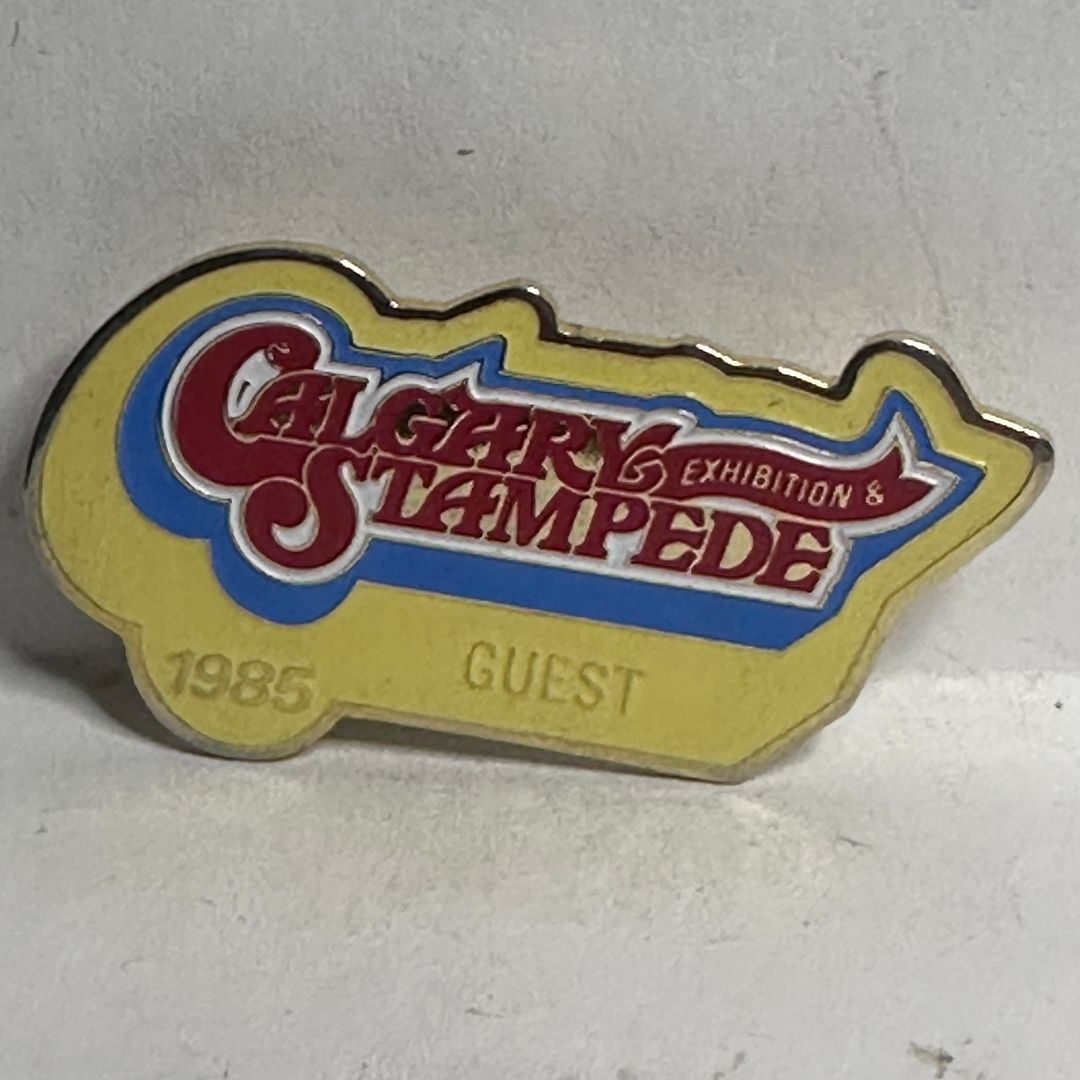 CALGARY EXHIBITION &
STAMPEDE
1985 GUEST